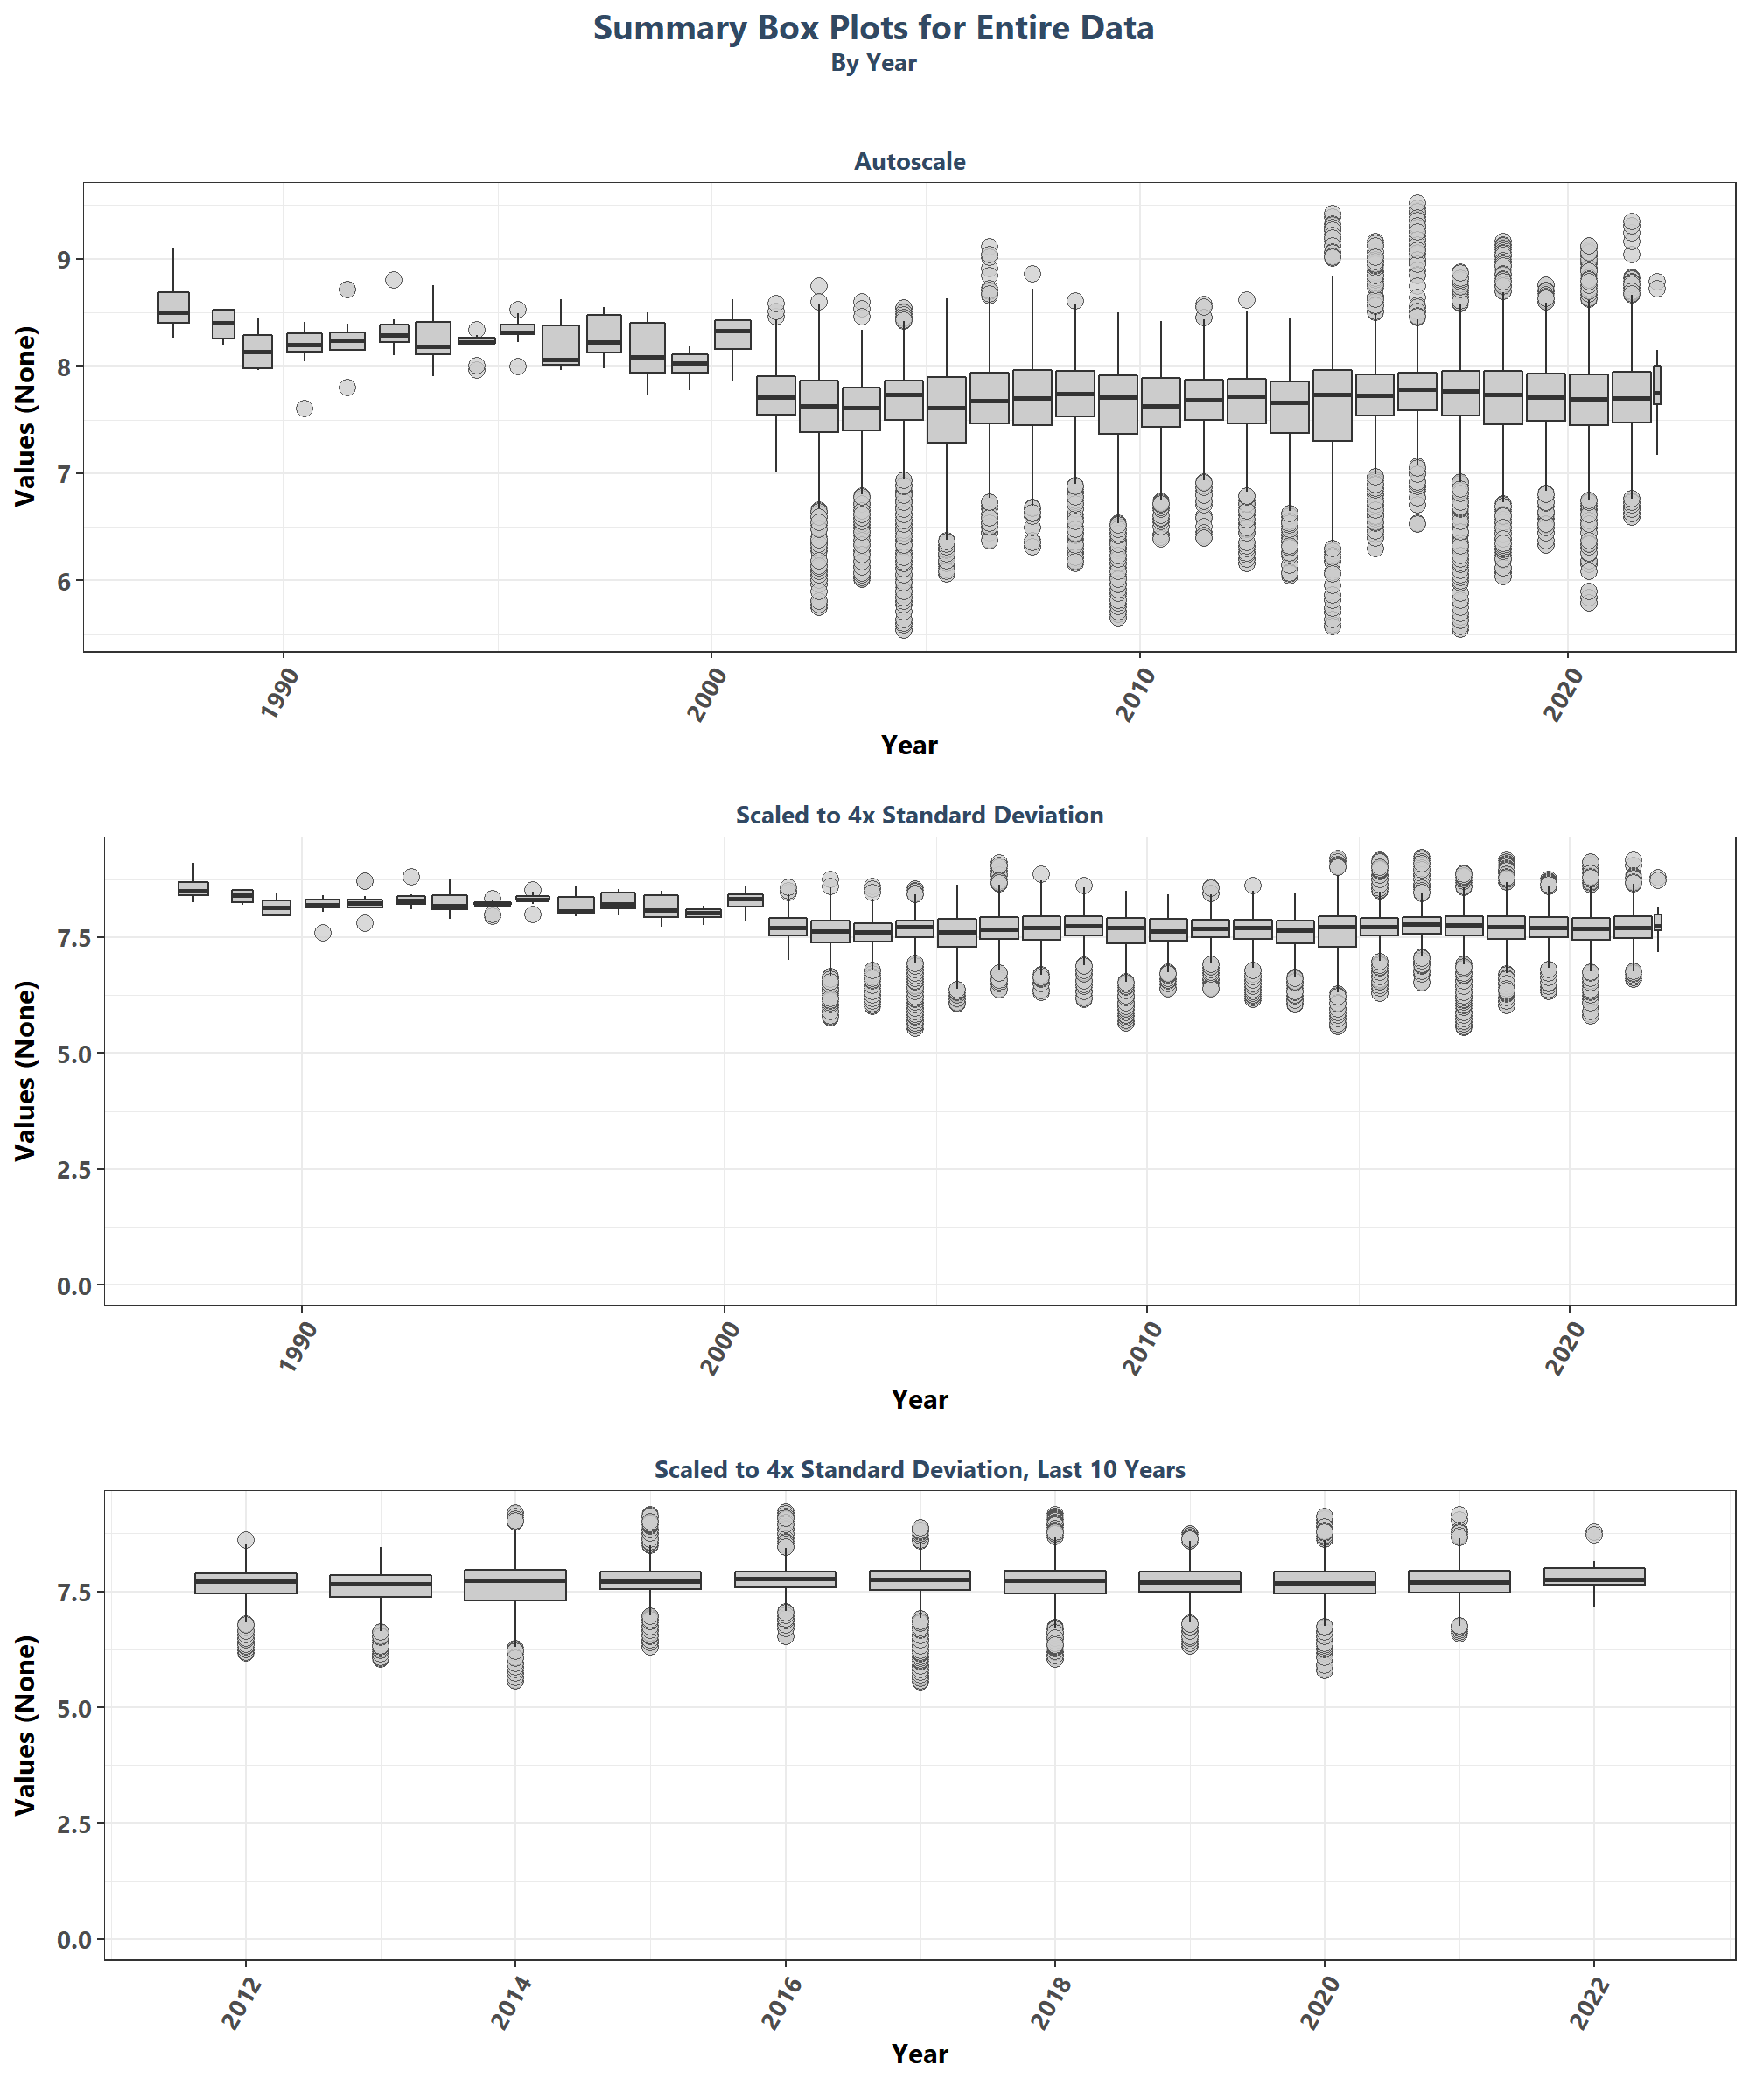 Summary Box Plots for Entire Data
By Year
Autoscale
Values (None)
9
8
7
6
1990
2000
2010
2020
Year
Scaled to 4x Standard Deviation
Values (None)
7.5
5.0
2.5
0.0
1990
2000
2010
2020
Year
Scaled to 4x Standard Deviation, Last 10 Years
Values (None)
7.5
5.0
2.5
0.0
2012
2014
2016
2018
2020
2022
Year